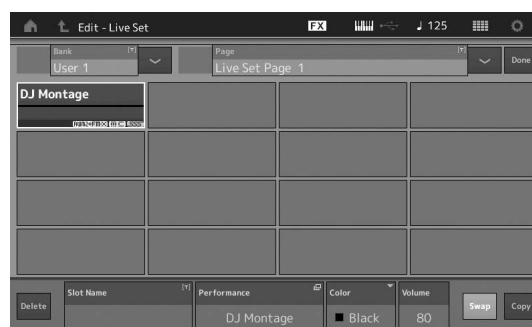 Edit - Live Set
FX
125
Bank
User 1
Page
Live Set Page 1
Done
DJ Montage
Delete
Slot Name
Performance
DJ Montage
Color
Black
Volume
80
Swap
Copy